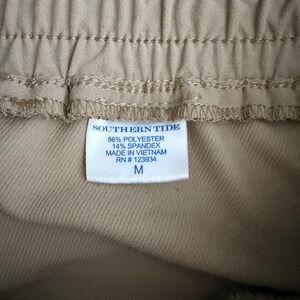 SOUTHERN TIDE
86% POLYESTER
14% SPANDEX
MADE IN VIETNAM
RN # 123934
M